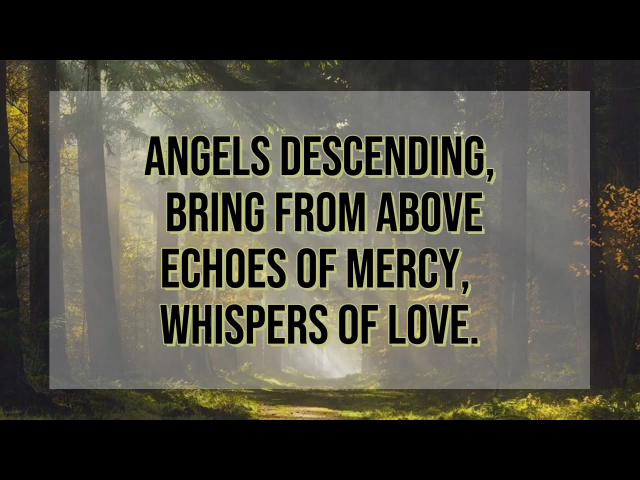 ANGELS DESCENDING,
BRING FROM ABOVE
ECHOES OF MERCY,
WHISPERS OF LOVE.